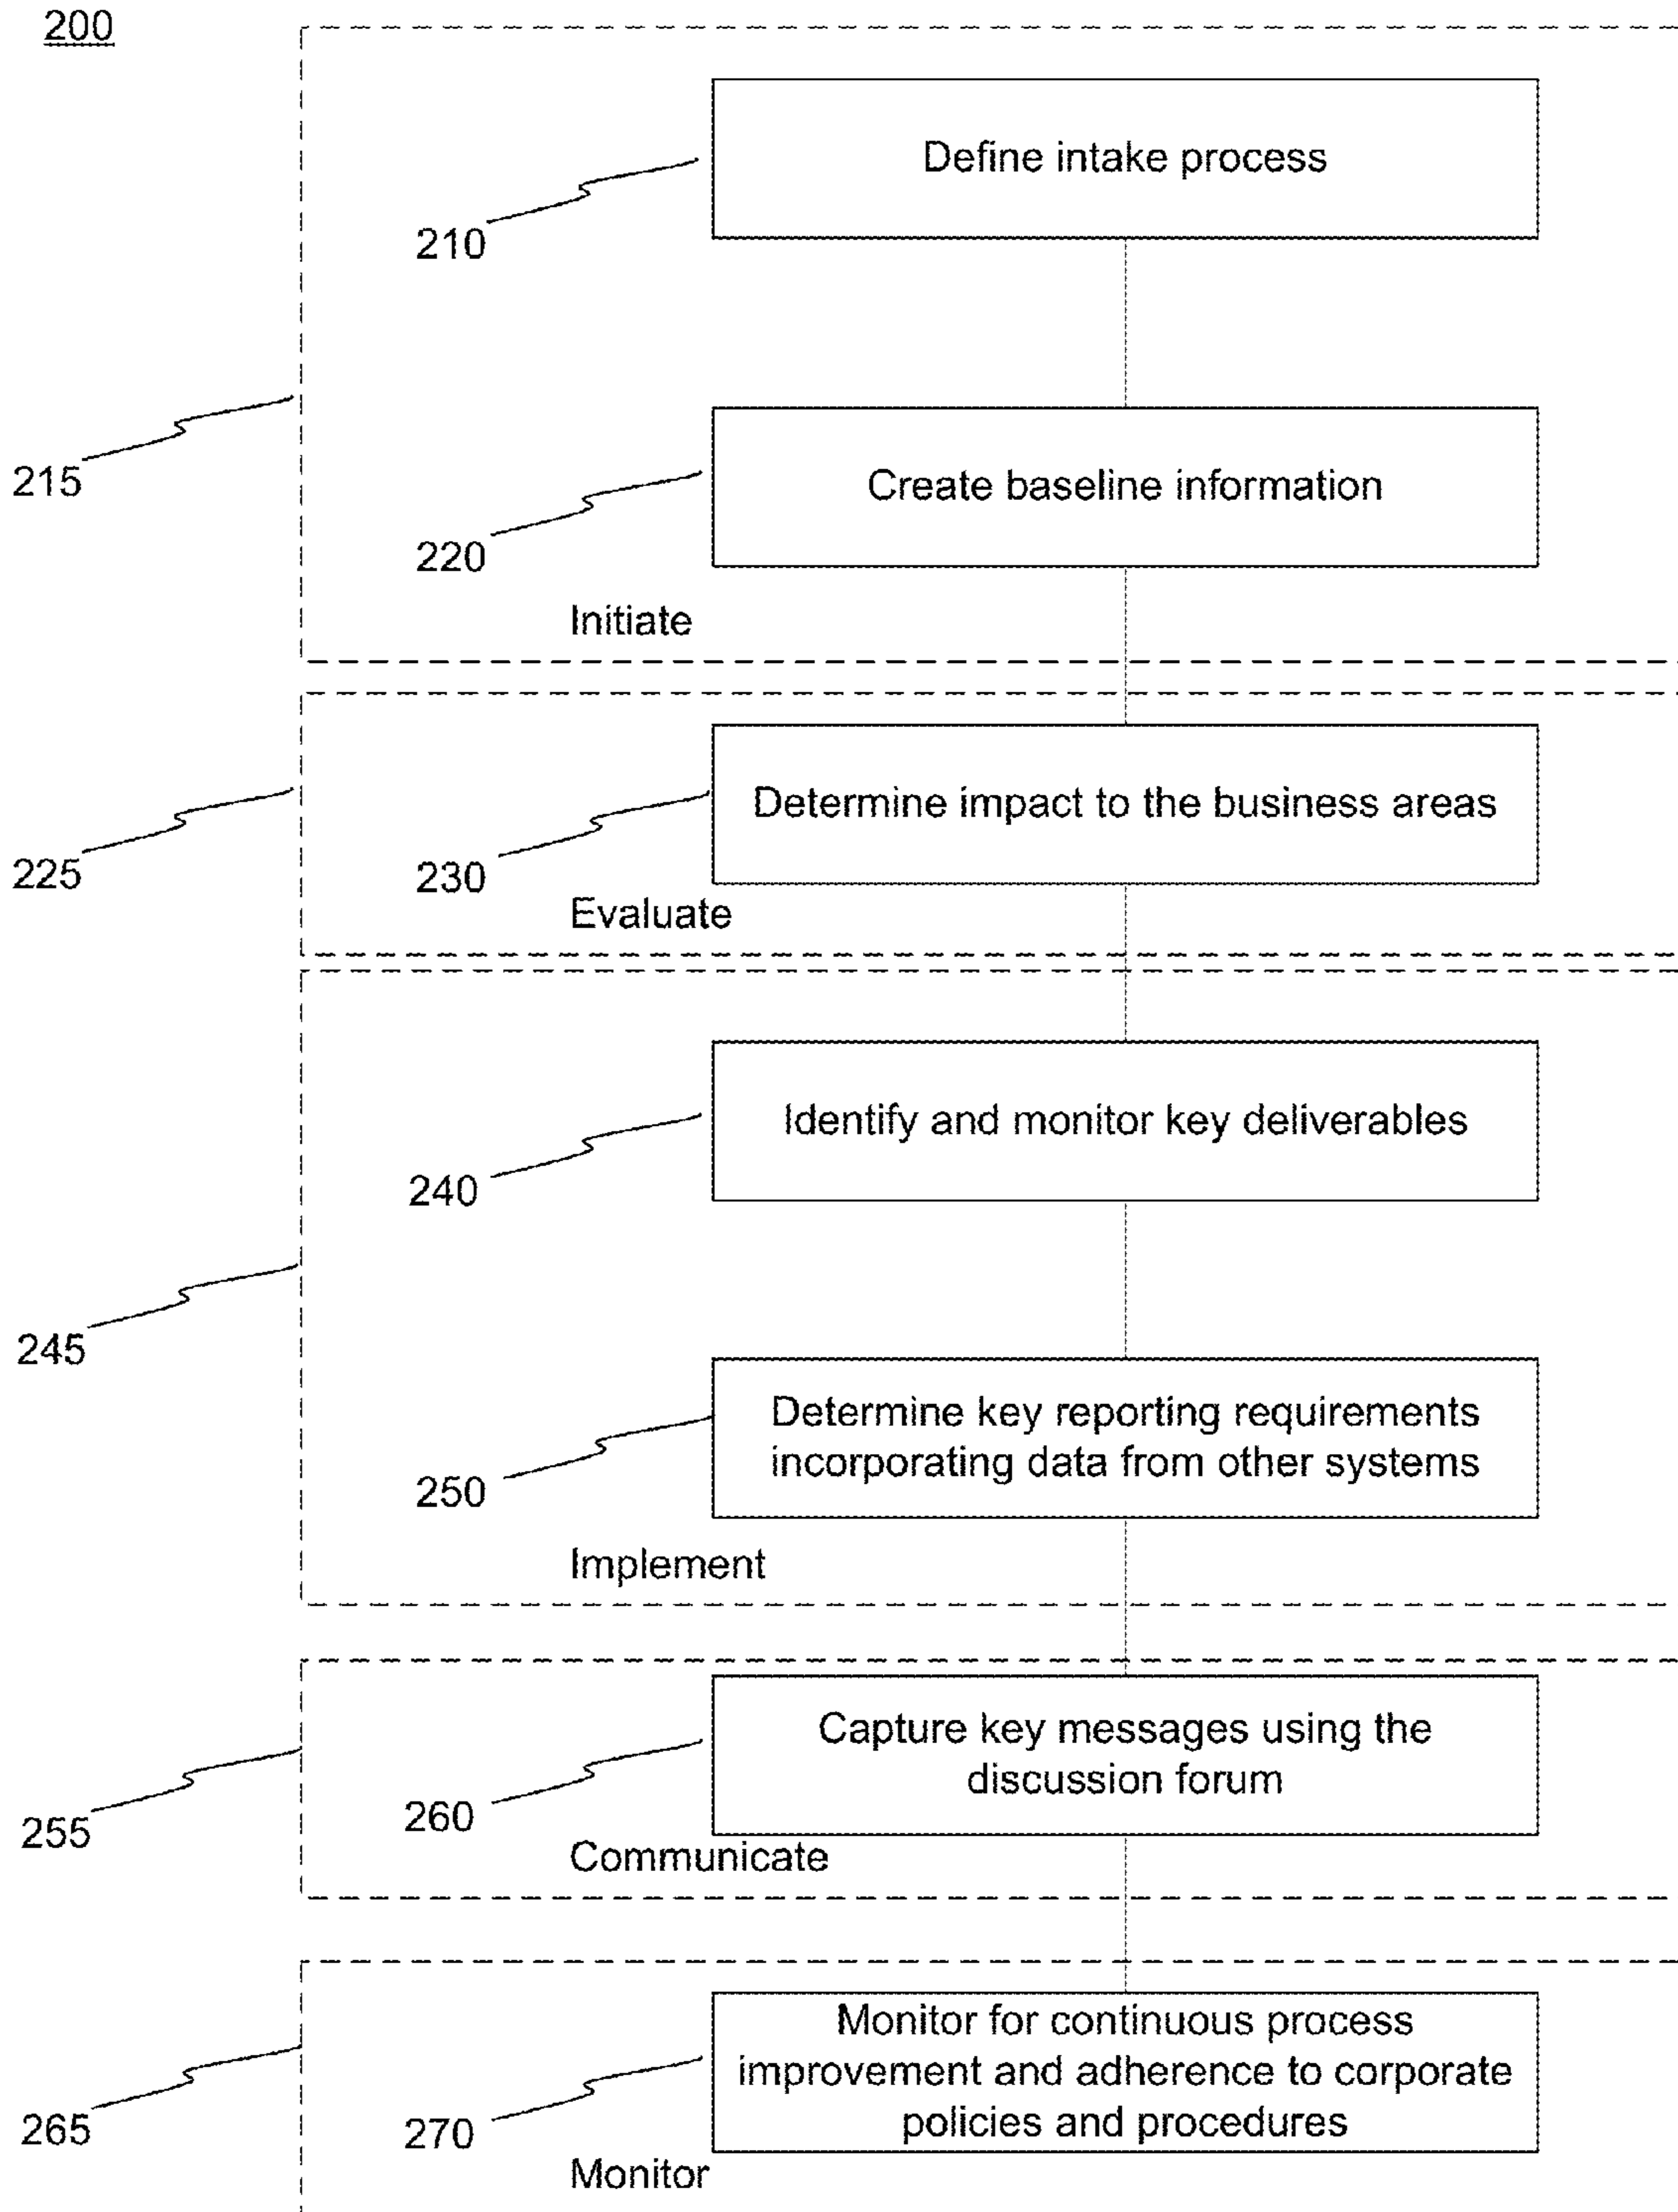 200
Define intake process
210
215
Create baseline information
220
Initiate
Determine impact to the business areas
225
230
Evaluate
Identify and monitor key deliverables
240
245
Determine key reporting requirements
incorporating data from other systems
250
Implement
Capture key messages using the
discussion forum
255
260
Communicate
Monitor for continuous process
improvement and adherence to corporate
policies and procedures
265
270
Monitor